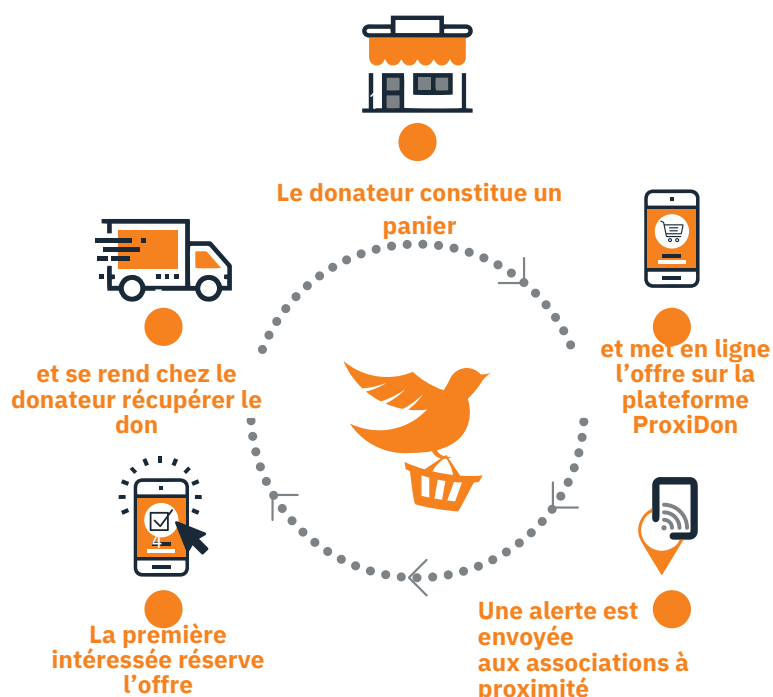 Le donateur constitue un
panier
et met en ligne
l’offre sur la
plateforme
ProxiDon
Une alerte est
envoyée
aux associations à
proximité
La première
intéressée réserve
l’offre
4
et se rend chez le
donateur récupérer le
don